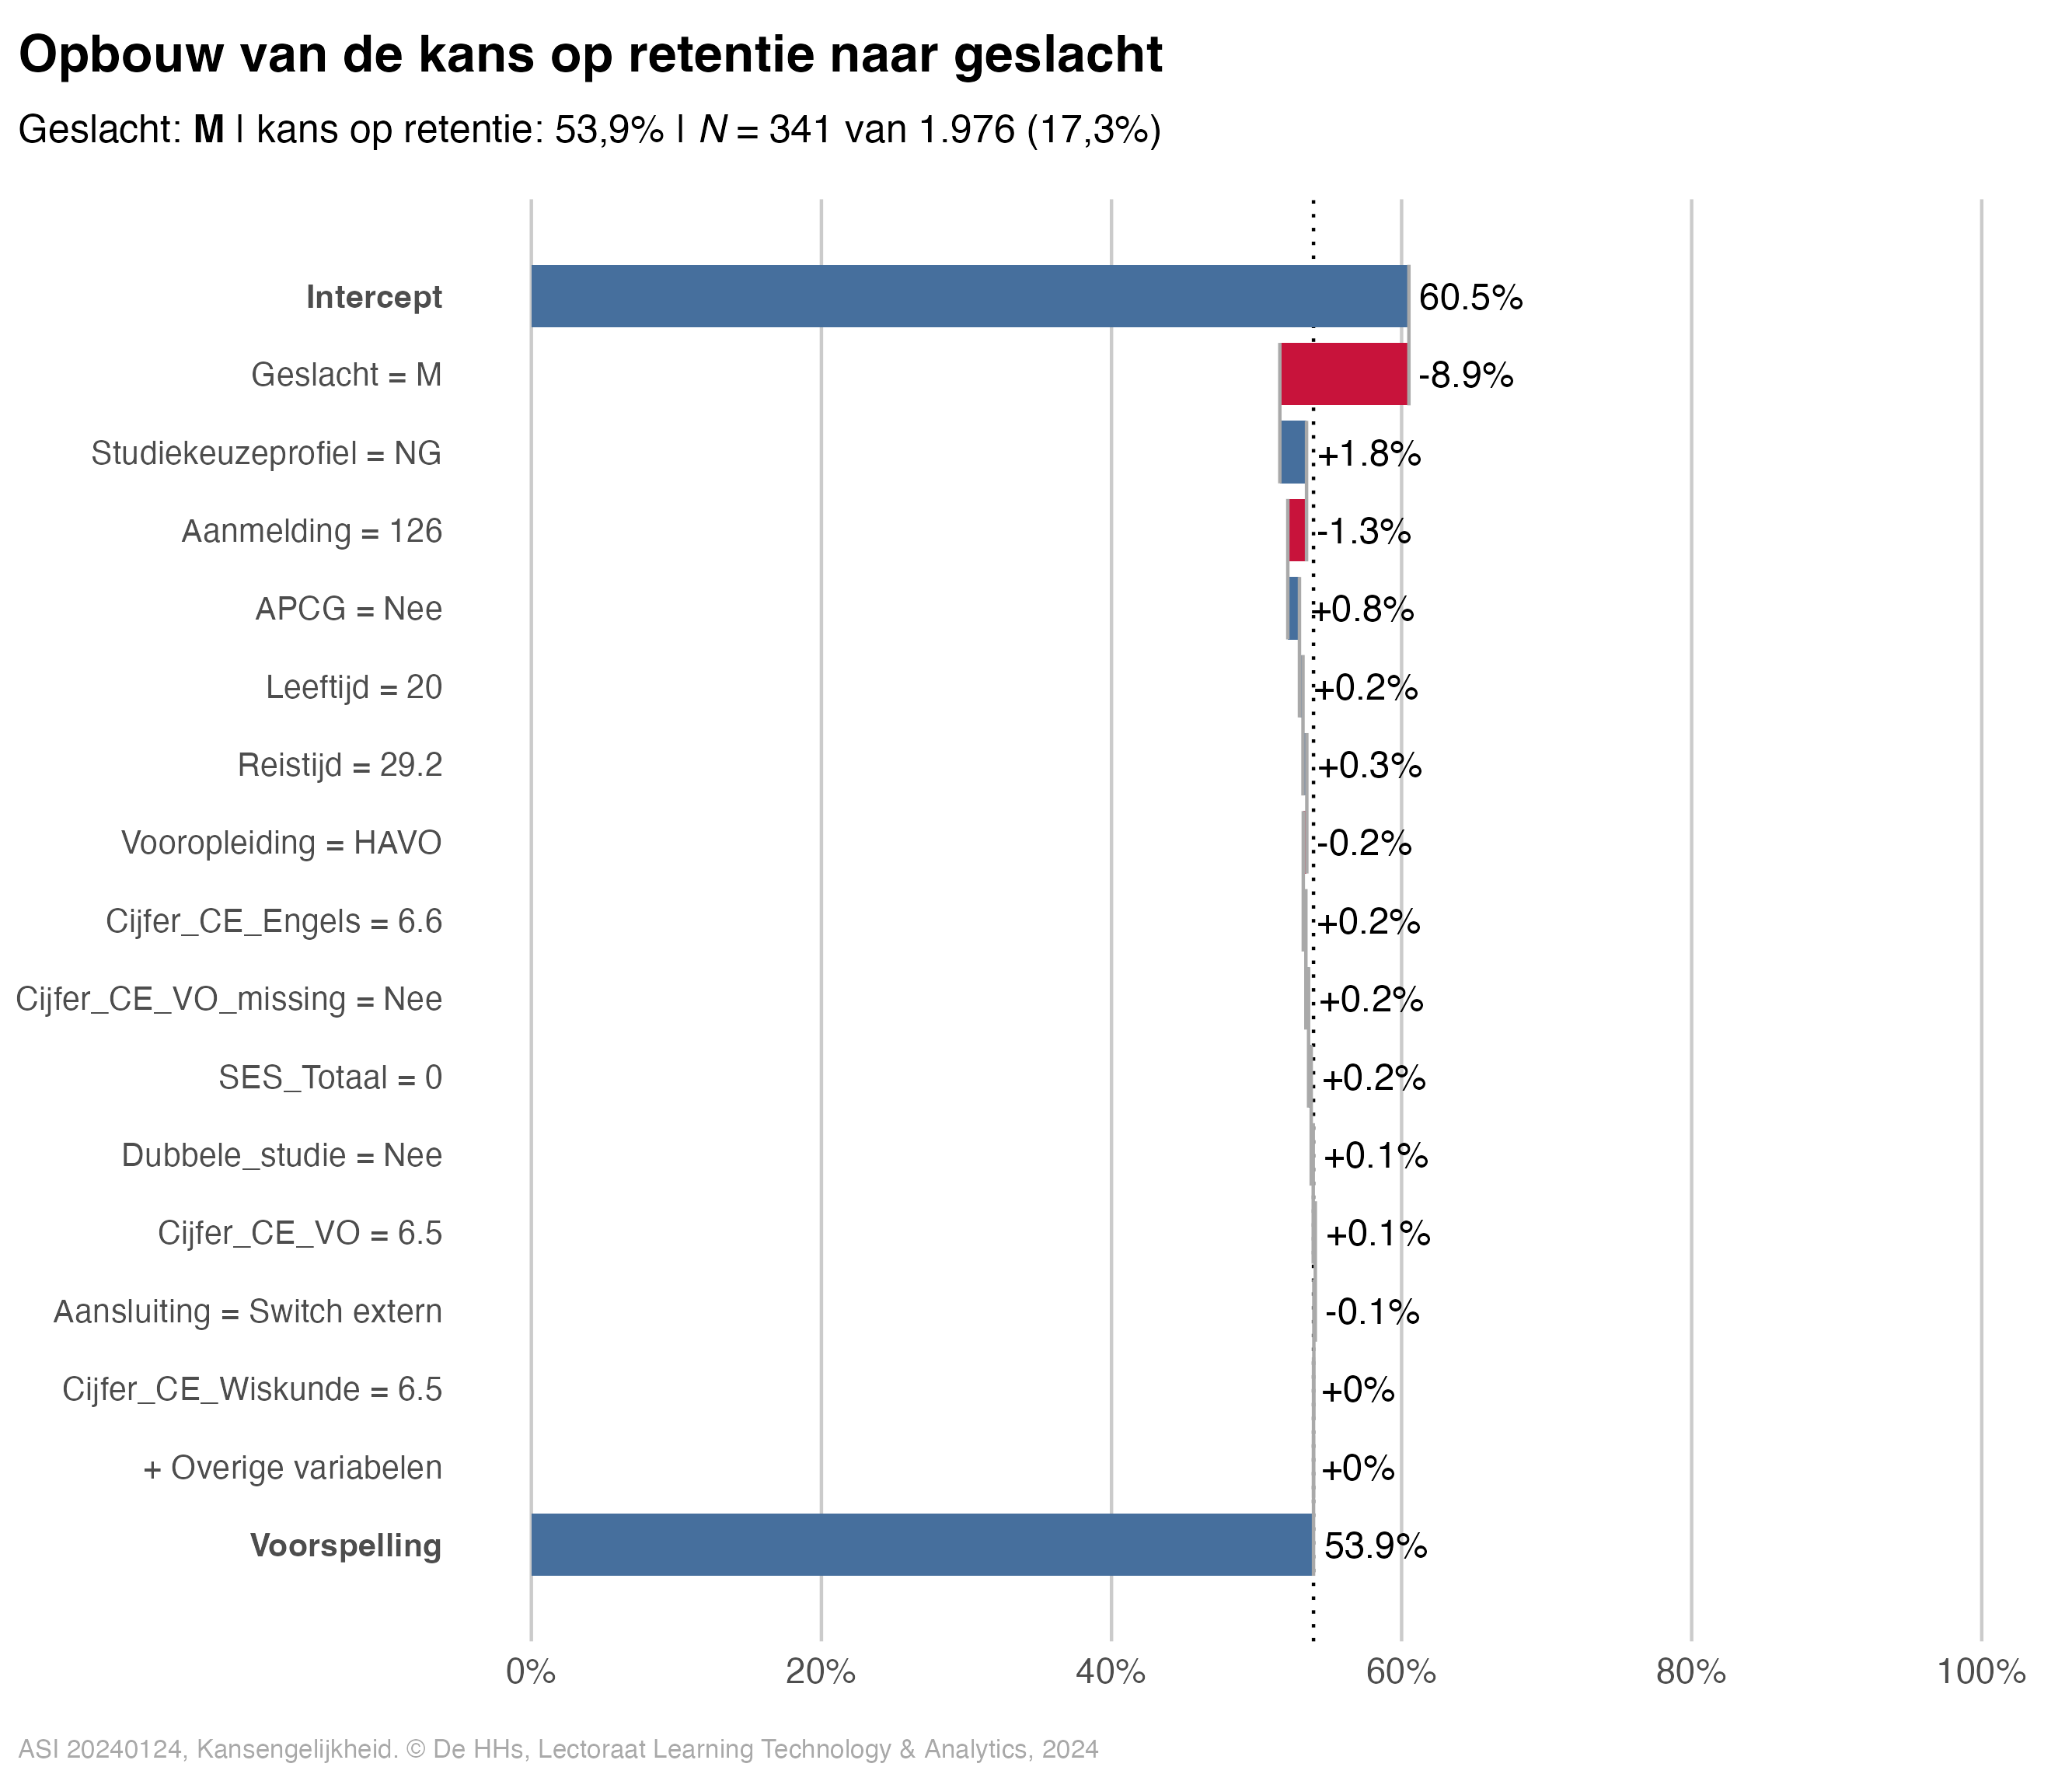 Opbouw van de kans op retentie naar geslacht
Geslacht: M | kans op retentie: 53,9% | N = 341 van 1.976 (17,3%)
Intercept 60.5%
Geslacht = M -8.9%
Studiekeuzeprofiel = NG +1.8%
Aanmelding = 126 -1.3%
APCG = Nee +0.8%
Leeftijd = 20 +0.2%
Reistijd = 29.2 +0.3%
Vooropleiding = HAVO -0.2%
Cijfer_CE_Engels = 6.6 +0.2%
Cijfer_CE_VO_missing = Nee +0.2%
SES_Totaal = 0 +0.2%
Dubbele_studie = Nee +0.1%
Cijfer_CE_VO = 6.5 +0.1%
Aansluiting = Switch extern -0.1%
Cijfer_CE_Wiskunde = 6.5 +0%
+ Overige variabelen +0%
Voorspelling 53.9%
0% 20% 40% 60% 80% 100%
ASI 20240124, Kansengelijkheid. © De HHs, Lectoraat Learning Technology & Analytics, 2024